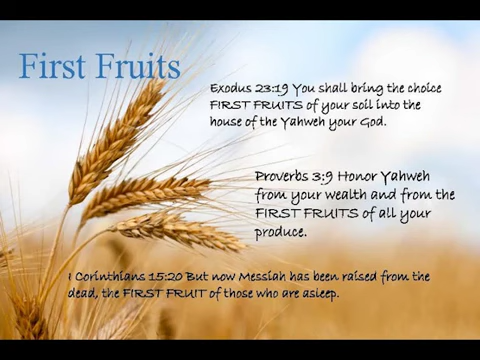 First Fruits
Exodus 23:19 You shall bring the choice
FIRST FRUITS of your soil into the
house of the Yahweh your God.
Proverbs 3:9 Honor Yahweh
from your wealth and from the
FIRST FRUITS of all your
produce.
1 Corinthians 15:20 But now Messiah has been raised from the
dead, the FIRST FRUIT of those who are asleep.